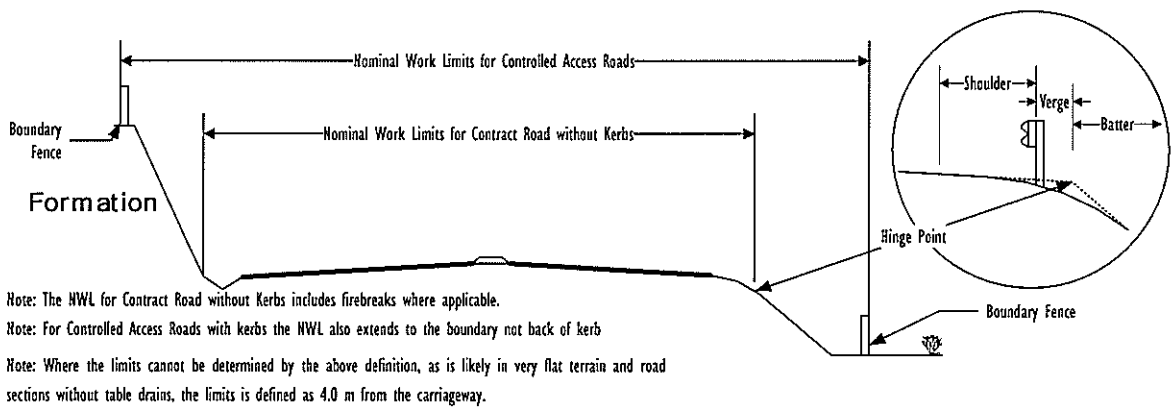 Nominal Work Limits for Controlled Access Roads
Shoulder
Verge
Batter
Boundary
Fence
Nominal Work Limits for Contract Road without Kerbs
Formation
Hinge Point
Boundary Fence
Note: The NWL for Contract Road without Kerbs includes firebreaks where applicable.
Note: For Controlled Access Roads with kerbs the NWL also extends to the boundary not back of kerb
Note: Where the limits cannot be determined by the above definition, as is likely in very flat terrain and road
sections without table drains, the limits is defined as 4.0 m from the carriageway.